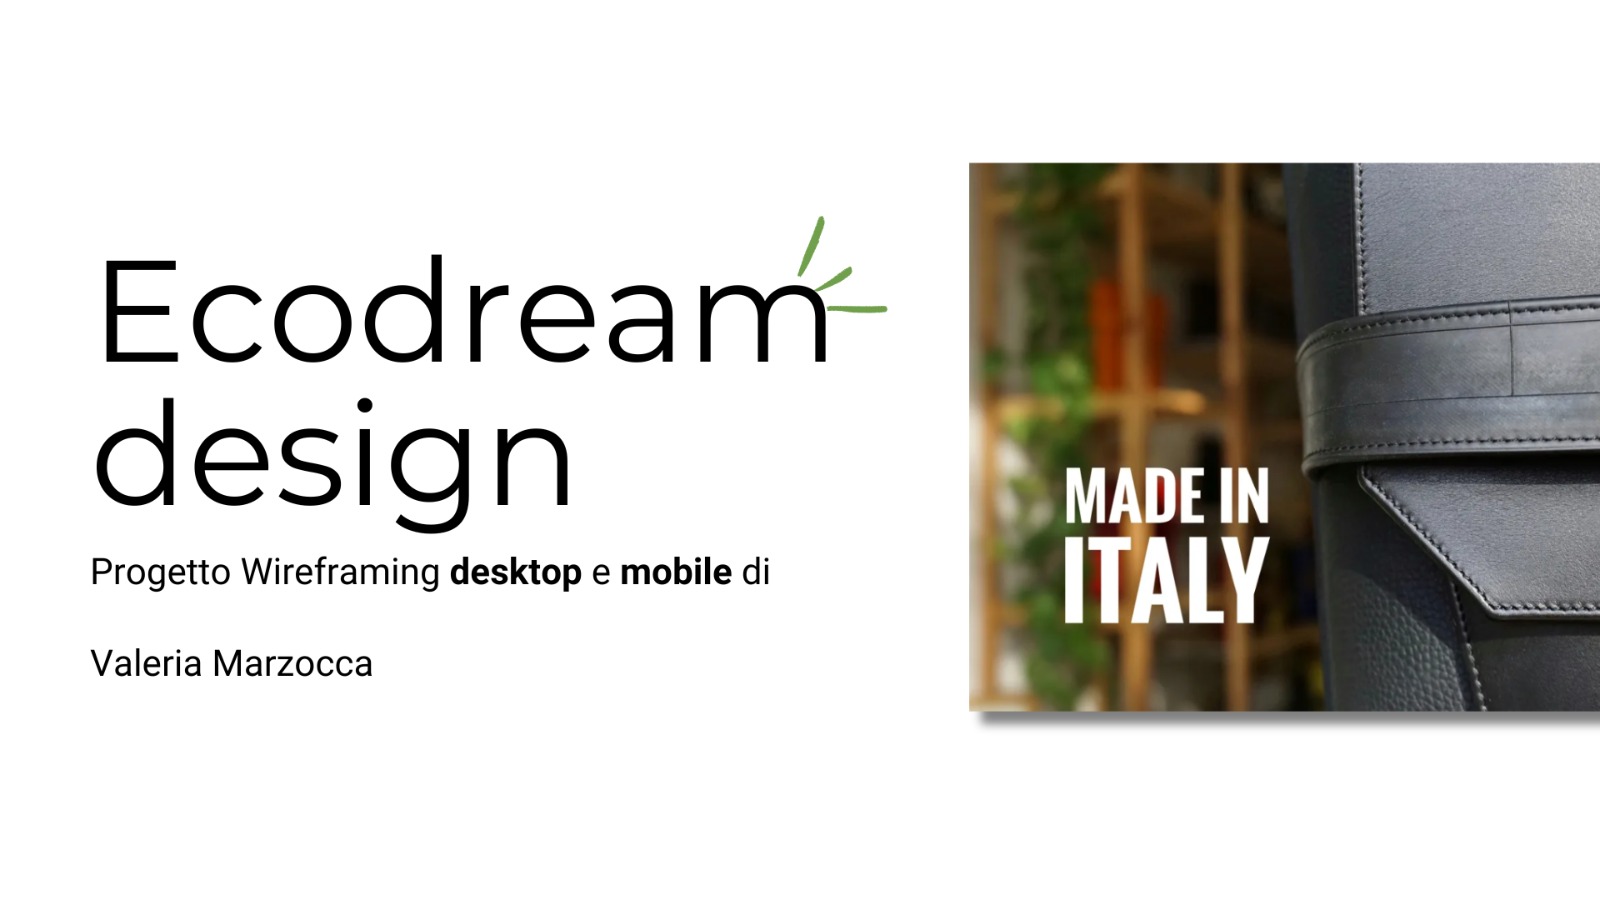 Ecodream
design
Progetto Wireframing desktop e mobile di
Valeria Marzocca
MADE IN
ITALY